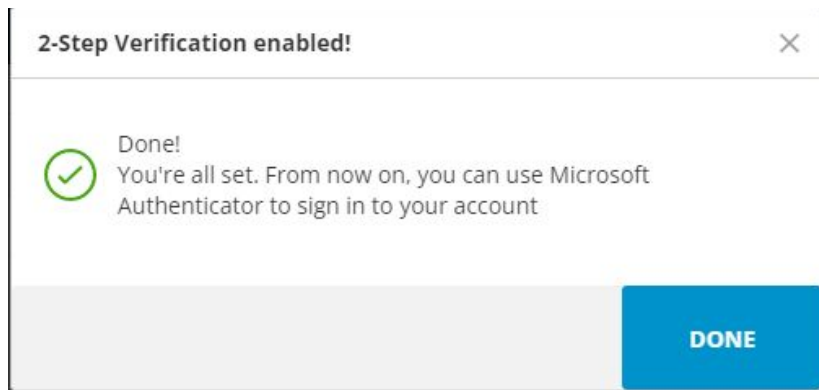 2-Step Verification enabled!
Done!
You're all set. From now on, you can use Microsoft
Authenticator to sign in to your account
DONE